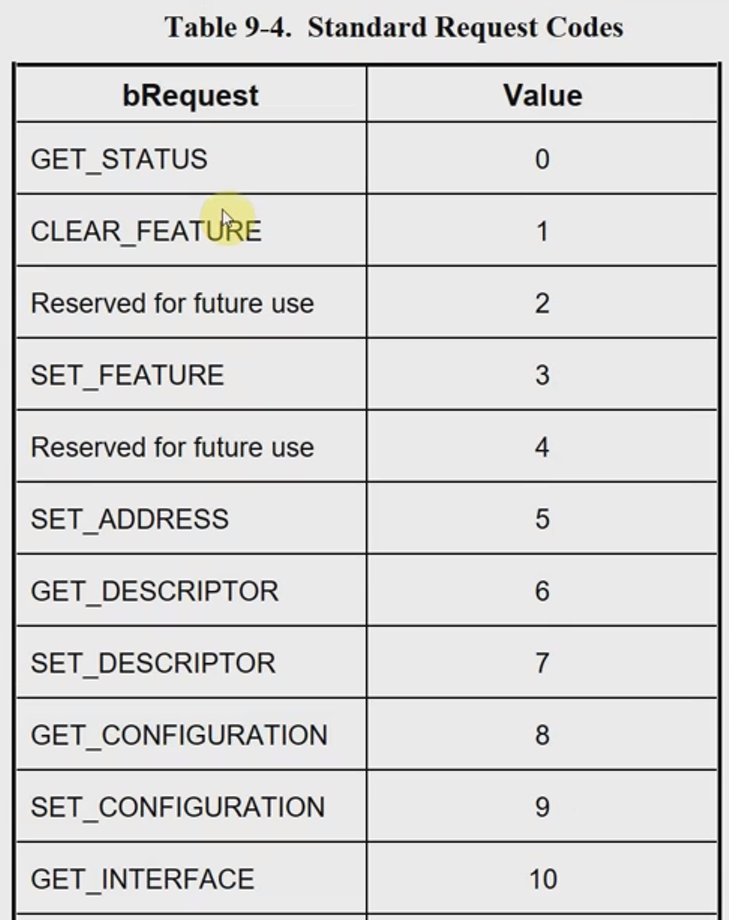 Table 9-4. Standard Request Codes
bRequest Value
GET_STATUS 0
CLEAR_FEATURE 1
Reserved for future use 2
SET_FEATURE 3
Reserved for future use 4
SET_ADDRESS 5
GET_DESCRIPTOR 6
SET_DESCRIPTOR 7
GET_CONFIGURATION 8
SET_CONFIGURATION 9
GET_INTERFACE 10